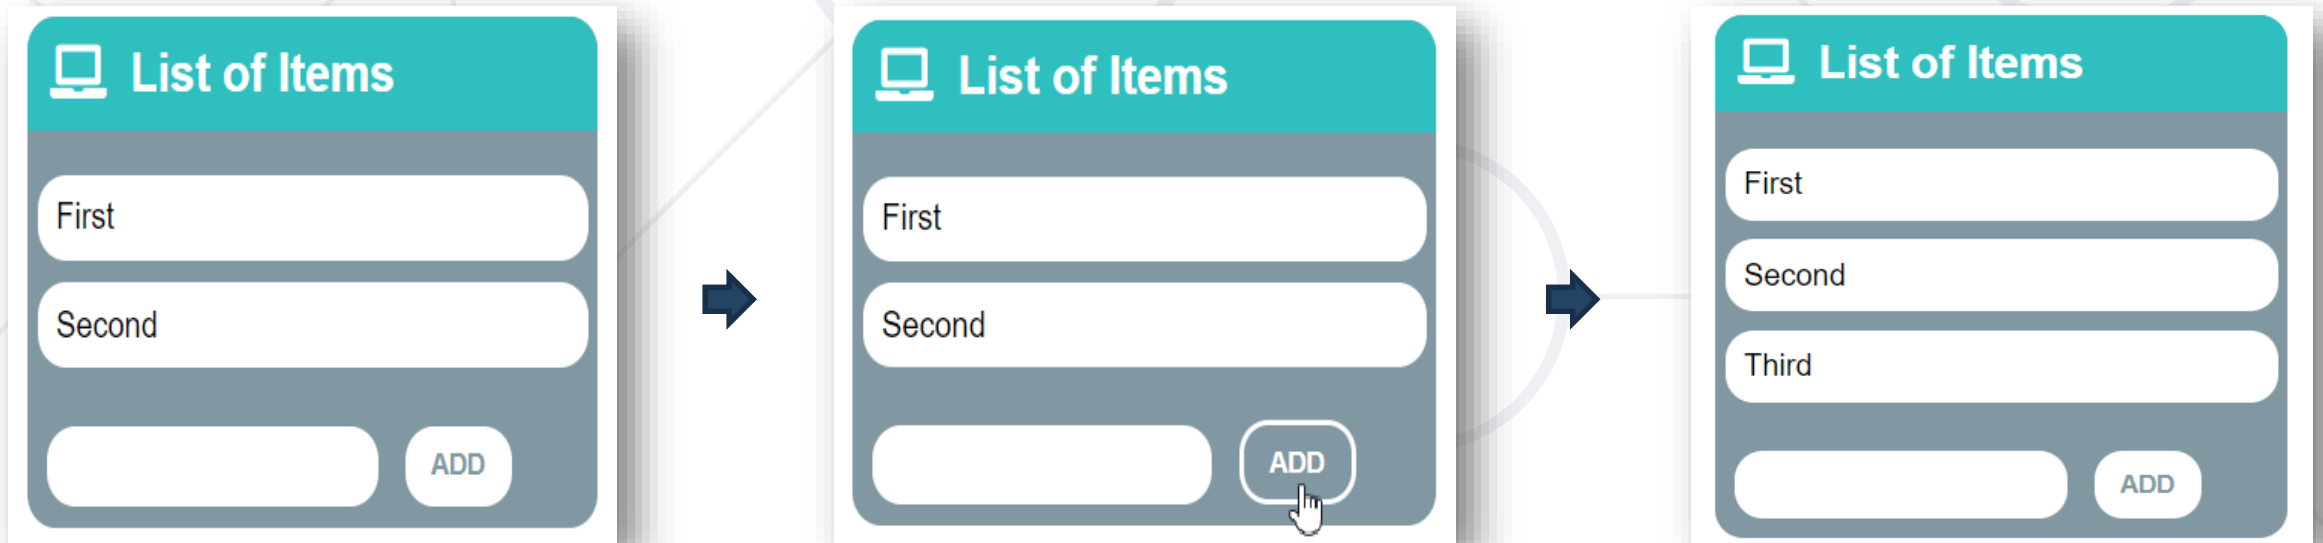 List of Items
First
Second
ADD
List of Items
First
Second
ADD
List of Items
First
Second
Third
ADD